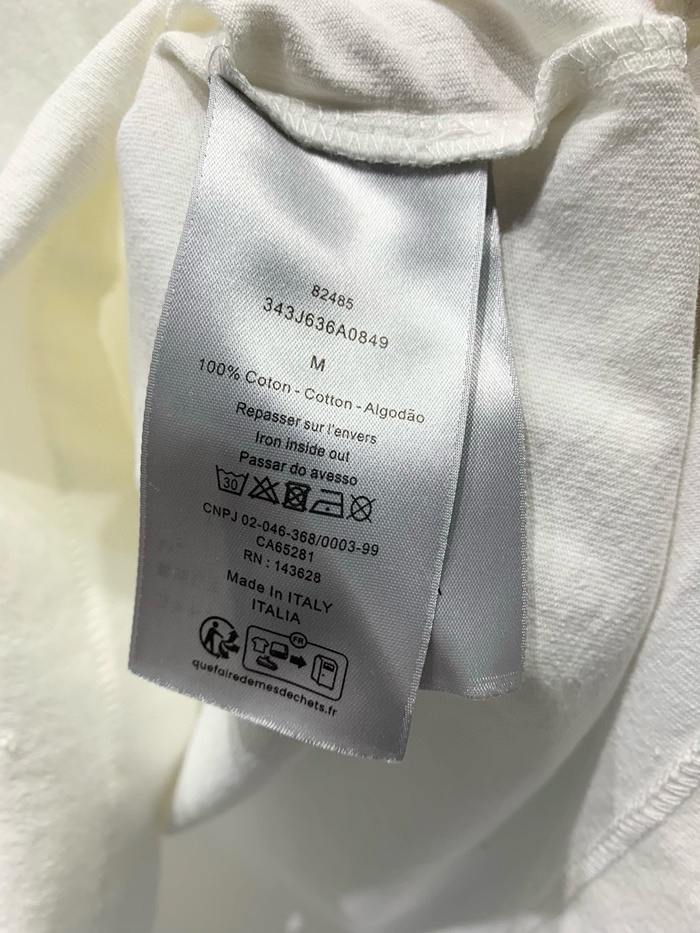 82485
343J636A0849
M
100% Coton - Cotton - Algodão
Repasser sur l'envers
Iron inside out
Passar do avesso
30
CNPJ 02-046-368/0003-99
CA65281
RN : 143628
Made In ITALY
ITALIA
FR
quefairedemesdechets.fr